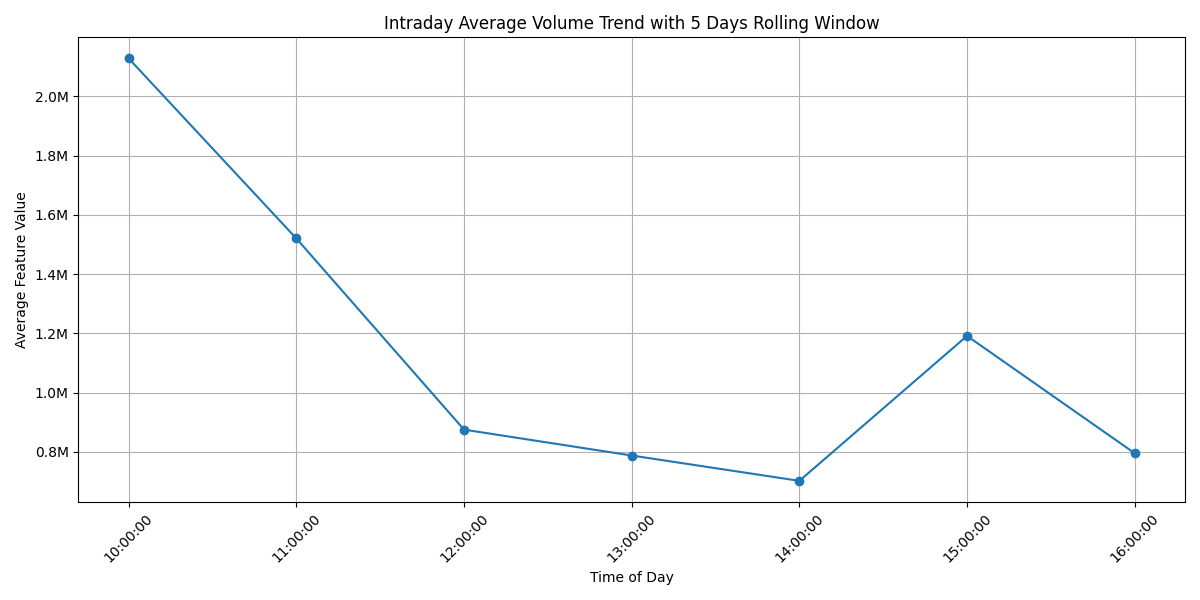 Intraday Average Volume Trend with 5 Days Rolling Window
Average Feature Value
2.0M
1.8M
1.6M
1.4M
1.2M
1.0M
0.8M
10:00:00
11:00:00
12:00:00
13:00:00
14:00:00
15:00:00
16:00:00
Time of Day